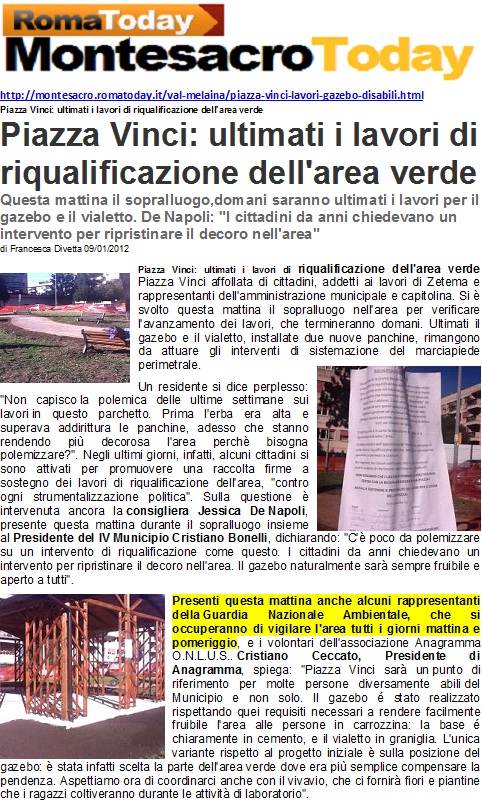 RomaToday
MontesacroToday
http://montesacro.romatoday.it/val-melaina/piazza-vinci-lavori-gazebo-disabili.html
Piazza Vinci: ultimati i lavori di riqualificazione dell'area verde
Piazza Vinci: ultimati i lavori di
riqualificazione dell'area verde
Questa mattina il sopralluogo,domani saranno ultimati i lavori per il
gazebo e il vialetto. De Napoli: "I cittadini da anni chiedevano un
intervento per ripristinare il decoro nell'area"
di Francesca Divetta 09/01/2012
Piazza Vinci: ultimati i lavori di riqualificazione dell'area verde
Piazza Vinci affollata di cittadini, addetti ai lavori di Zetema e
rappresentanti dell'amministrazione municipale e capitolina. Si è
svolto questa mattina il sopralluogo nell'area per verificare
l'avanzamento dei lavori, che termineranno domani. Ultimati il
gazebo e il vialetto, installate due nuove panchine, rimangono
da attuare gli interventi di sistemazione del marciapiede
perimetrale.
Un residente si dice perplesso:
"Non capisco la polemica delle ultime settimane sui
lavori in questo parchetto. Prima l'erba era alta e
superava addirittura le panchine, adesso che stanno
rendendo più decorosa l'area perchè bisogna
polemizzare?". Negli ultimi giorni, infatti, alcuni cittadini si
sono attivati per promuovere una raccolta firme a
sostegno dei lavori di riqualificazione dell'area, "contro
ogni strumentalizzazione politica". Sulla questione è
intervenuta ancora la consigliera Jessica De Napoli,
presente questa mattina durante il sopralluogo insieme
al Presidente del IV Municipio Cristiano Bonelli, dichiarando: "C'è poco da polemizzare
su un intervento di riqualificazione come questo. I cittadini da anni chiedevano un
intervento per ripristinare il decoro nell'area. Il gazebo naturalmente sarà sempre fruibile e
aperto a tutti".
Presenti questa mattina anche alcuni rappresentanti
della Guardia Nazionale Ambientale, che si
occuperanno di vigilare l'area tutti i giorni mattina e
pomeriggio, e i volontari dell'associazione Anagramma
O.N.L.U.S.. Cristiano Ceccato, Presidente di
Anagramma, spiega: "Piazza Vinci sarà un punto di
riferimento per molte persone diversamente abili del
Municipio e non solo. Il gazebo é stato realizzato
rispettando quei requisiti necessari a rendere facilmente
fruibile l'area alle persone in carrozzina: la base é
chiaramente in cemento, e il vialetto in graniglia. L'unica
variante rispetto al progetto iniziale è sulla posizione del
gazebo: è stata infatti scelta la parte dell'area verde dove era più semplice compensare la
pendenza. Aspettiamo ora di coordinarci anche con il vivavio, che ci fornirà fiori e piantine
che i ragazzi coltiveranno durante le attività di laboratorio".